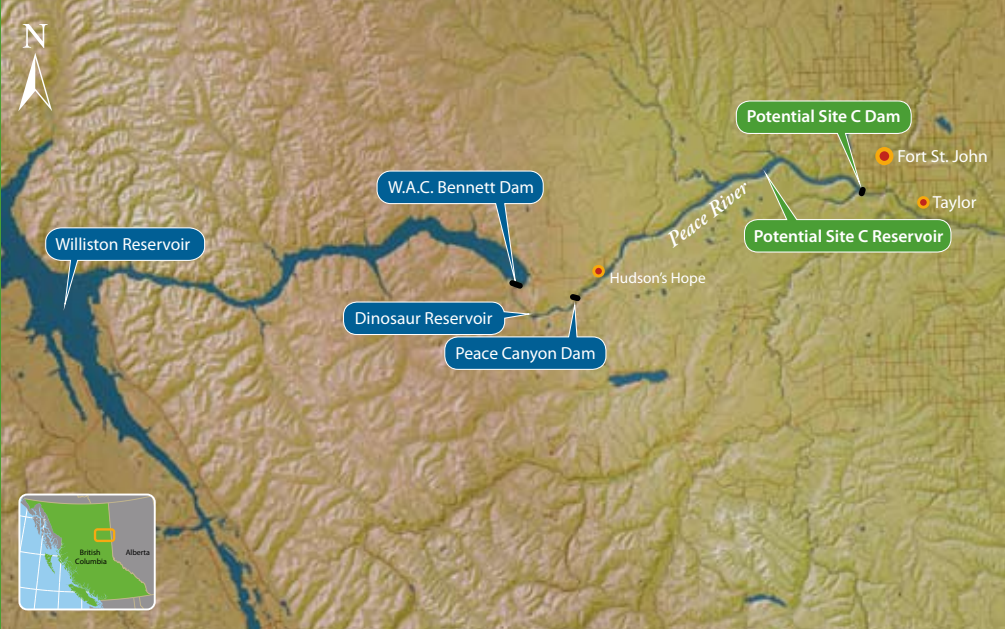 N
Potential Site C Dam
Fort St. John
W.A.C. Bennett Dam
Taylor
Peace River
Williston Reservoir
Potential Site C Reservoir
Hudson's Hope
Dinosaur Reservoir
Peace Canyon Dam
British
Columbia
Alberta